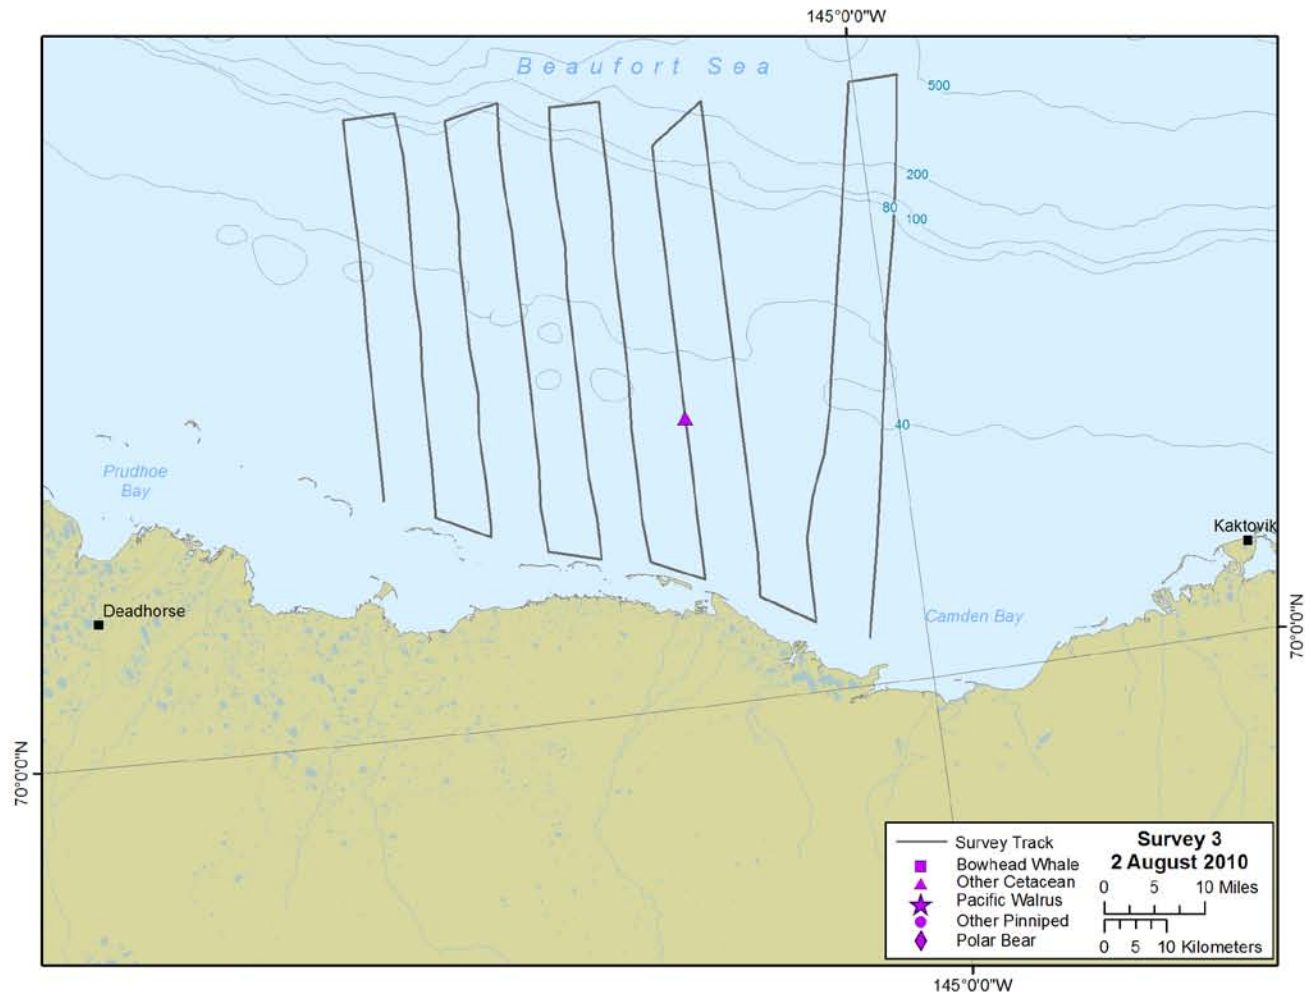 145°0'0"W
Beaufort Sea
500
200
80
100
40
Prudhoe
Bay
Kaktovik
Deadhorse
Camden Bay
70°0'0"N
70°0'0"N
Survey Track
Bowhead Whale
Other Cetacean
Pacific Walrus
Other Pinniped
Polar Bear
Survey 3
2 August 2010
0 5 10 Miles
0 5 10 Kilometers
145°0'0"W